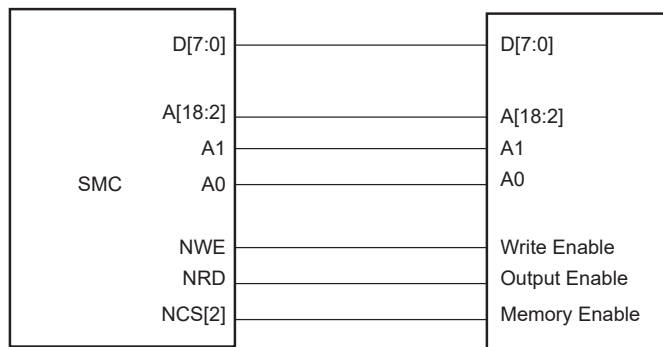 D[7:0] D[7:0]
A[18:2] A[18:2]
A1 A1
SMC A0 A0
NWE Write Enable
NRD Output Enable
NCS[2] Memory Enable